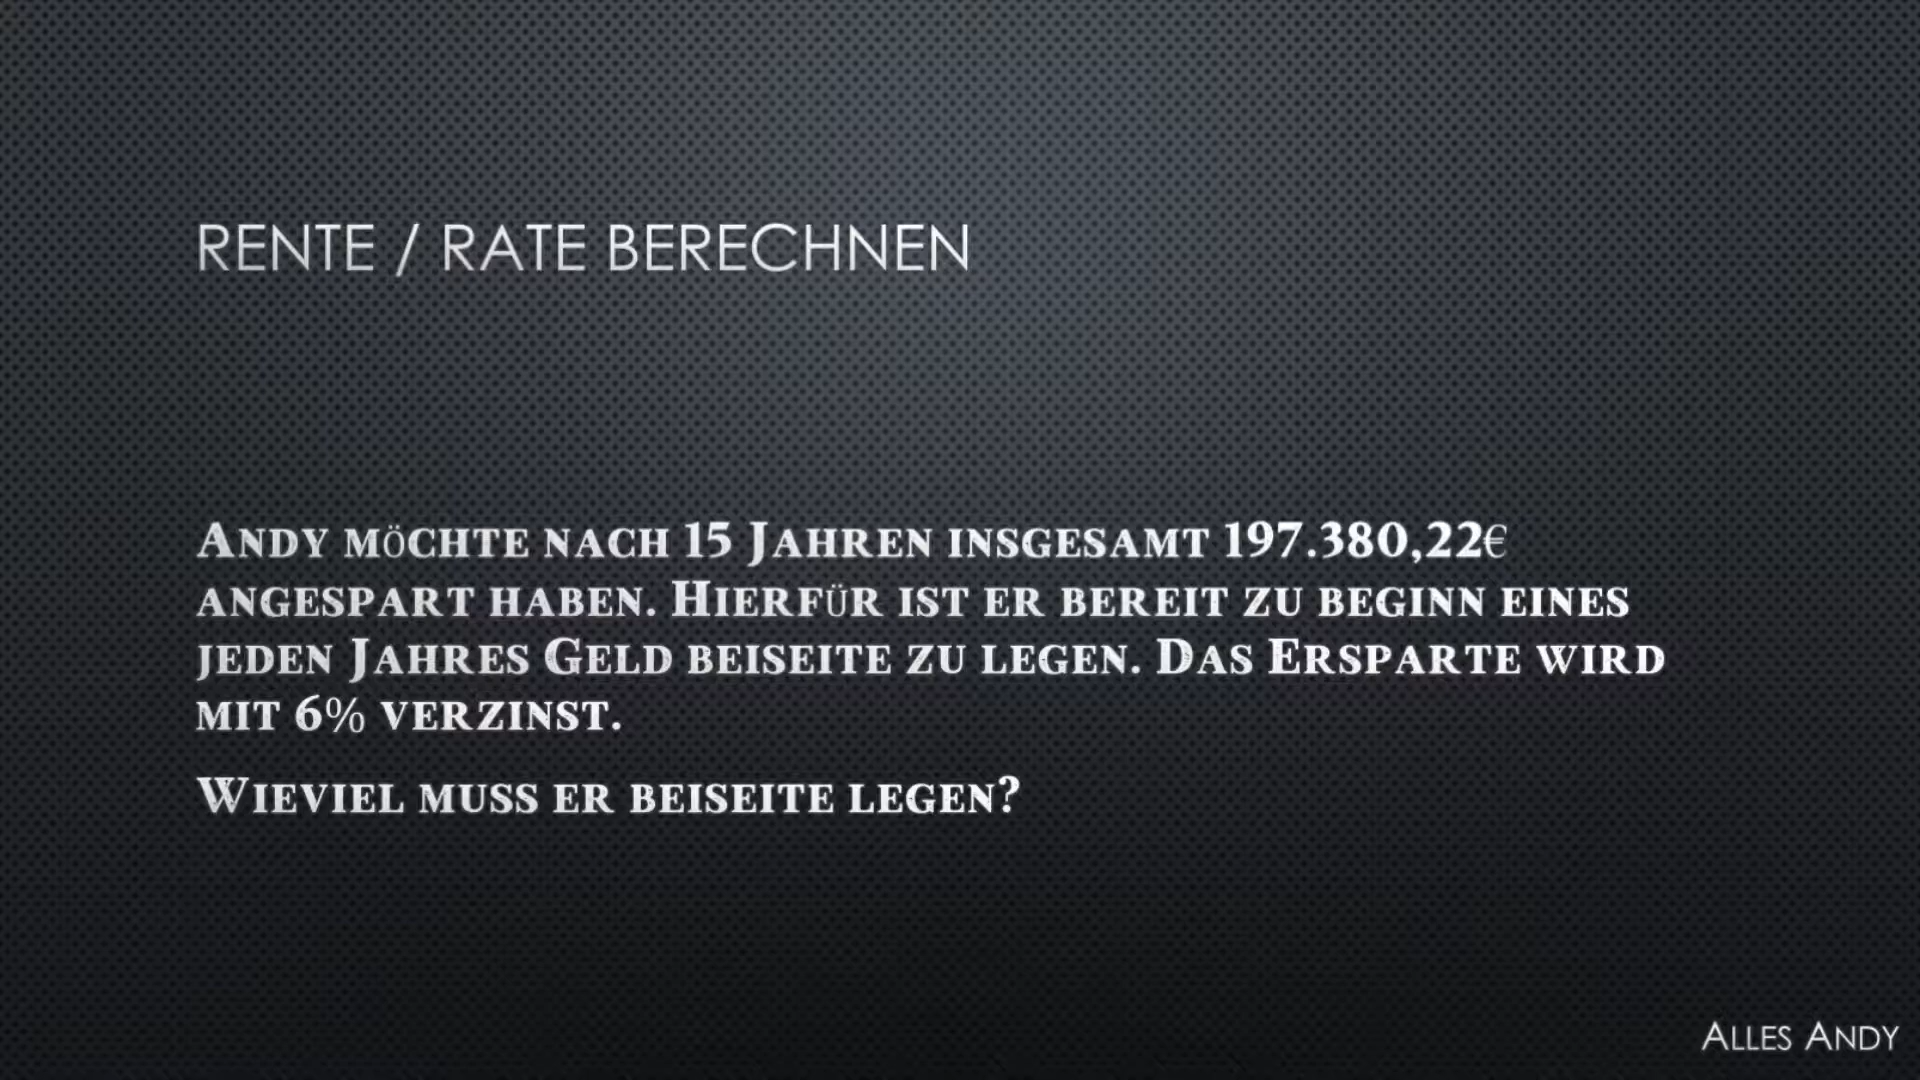 RENTE / RATE BERECHNEN
ANDY MÖCHTE NACH 15 JAHREN INSGESAMT 197.380,22€
ANGESPART HABEN. HIERFÜR IST ER BEREIT ZU BEGINN EINES
JEDEN JAHRES GELD BEISEITE ZU LEGEN. DAS ERSPARTE WIRD
MIT 6% VERZINST.
WIEVIEL MUSS ER BEISEITE LEGEN?
ALLES ANDY